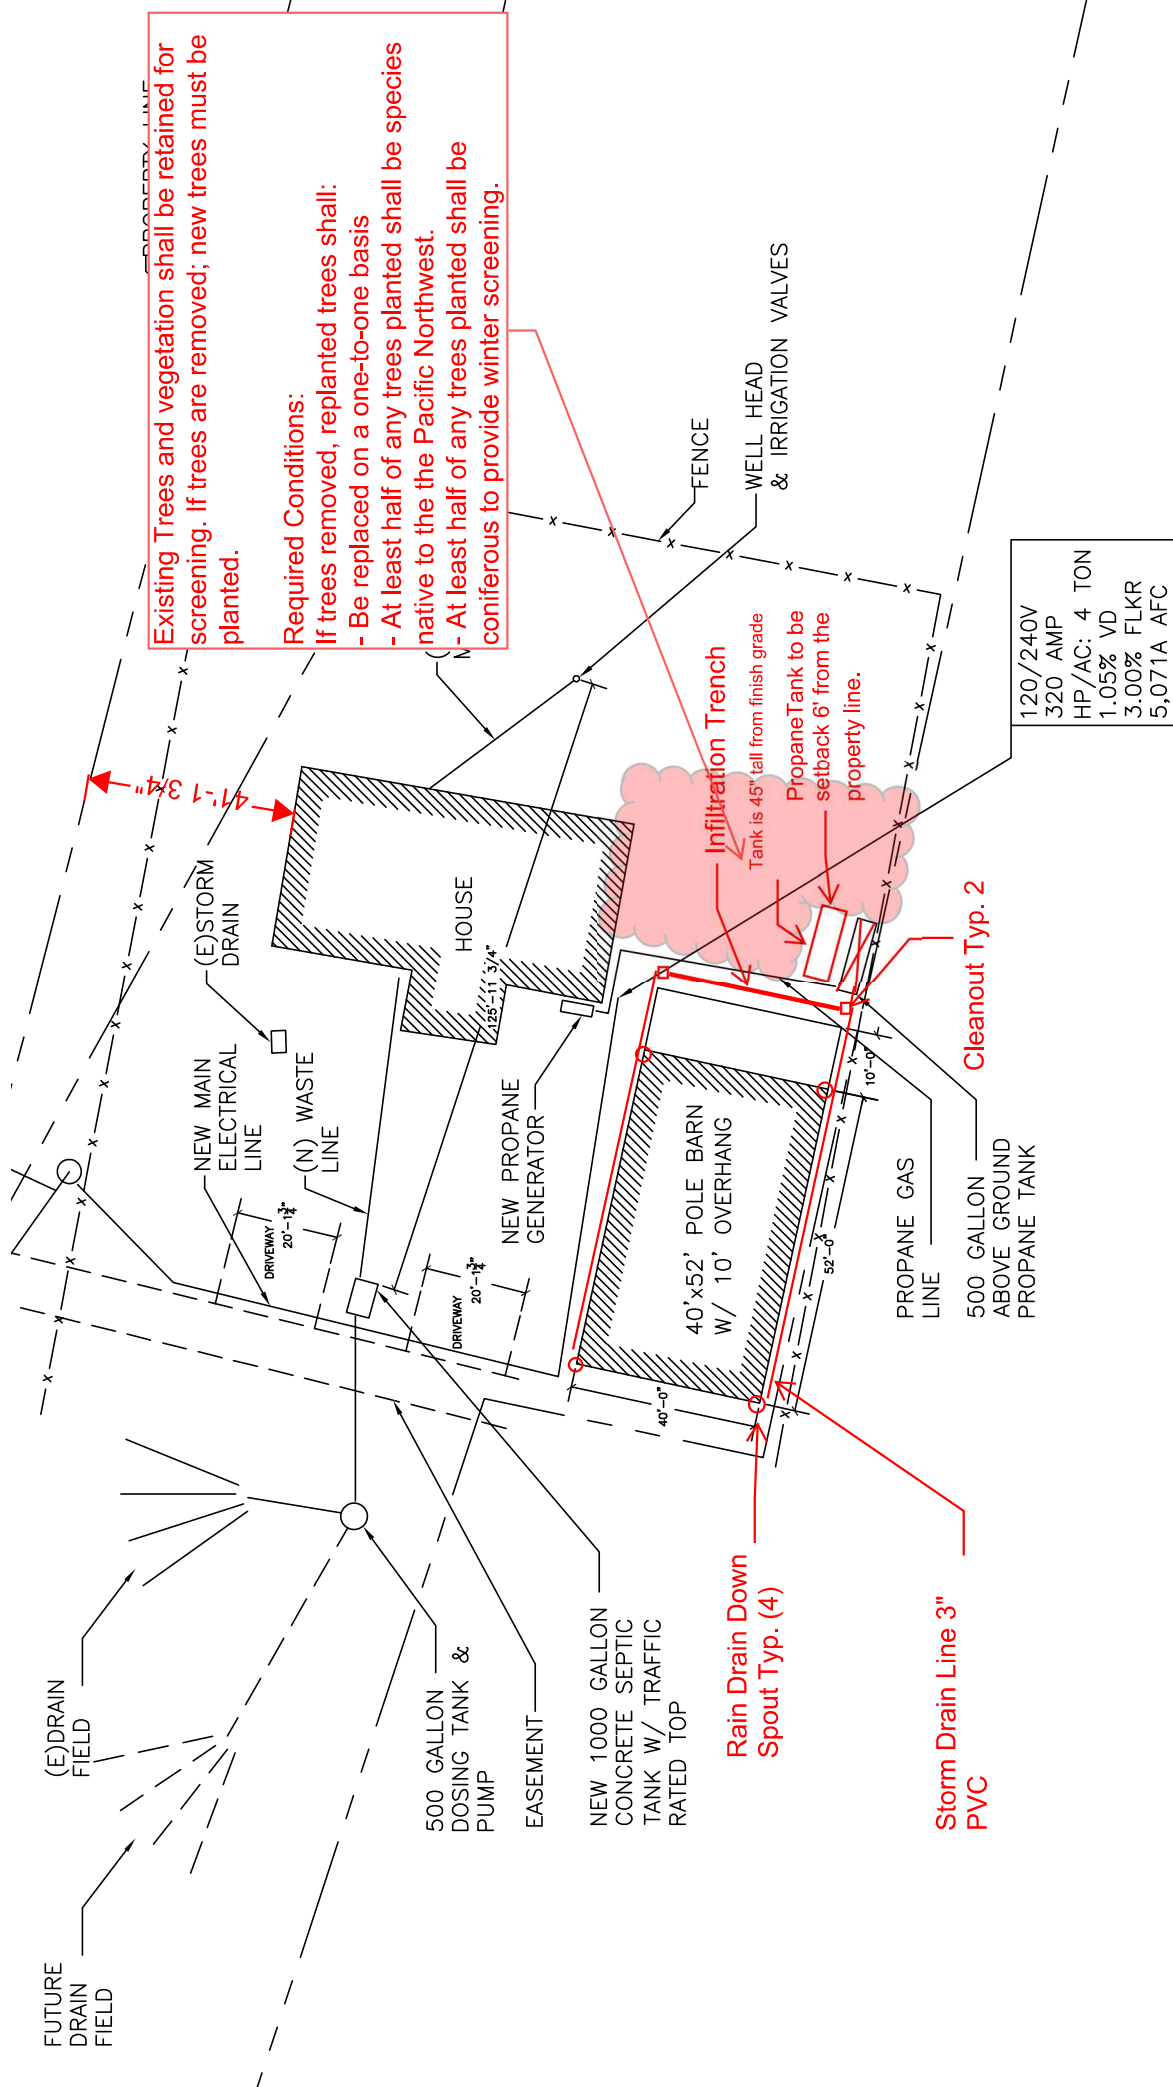 PROPERTY LINE
Existing Trees and vegetation shall be retained for
screening. If trees are removed; new trees must be
planted.
Required Conditions:
If trees removed, replanted trees shall:
- Be replaced on a one-to-one basis
- At least half of any trees planted shall be species
native to the the Pacific Northwest.
- At least half of any trees planted shall be
coniferous to provide winter screening.
41'-1 3/4"
(E)STORM
DRAIN
NEW MAIN
ELECTRICAL
LINE
(N) WASTE
LINE
DRIVEWAY
20'-1¾"
DRIVEWAY
20'-1¾"
HOUSE
125'-11 3/4"
NEW PROPANE
GENERATOR
FENCE
WELL HEAD
& IRRIGATION VALVES
Infiltration Trench
Tank is 45" tall from finish grade
PropaneTank to be
setback 6' from the
property line.
120/240V
320 AMP
HP/AC: 4 TON
1.05% VD
3.00% FLKR
5,071A AFC
Cleanout Typ. 2
40'x52' POLE BARN
W/ 10' OVERHANG
10'-0"
52'-0"
40'-0"
PROPANE GAS
LINE
500 GALLON
ABOVE GROUND
PROPANE TANK
(E)DRAIN
FIELD
FUTURE
DRAIN
FIELD
500 GALLON
DOSING TANK &
PUMP
EASEMENT
NEW 1000 GALLON
CONCRETE SEPTIC
TANK W/ TRAFFIC
RATED TOP
Rain Drain Down
Spout Typ. (4)
Storm Drain Line 3"
PVC